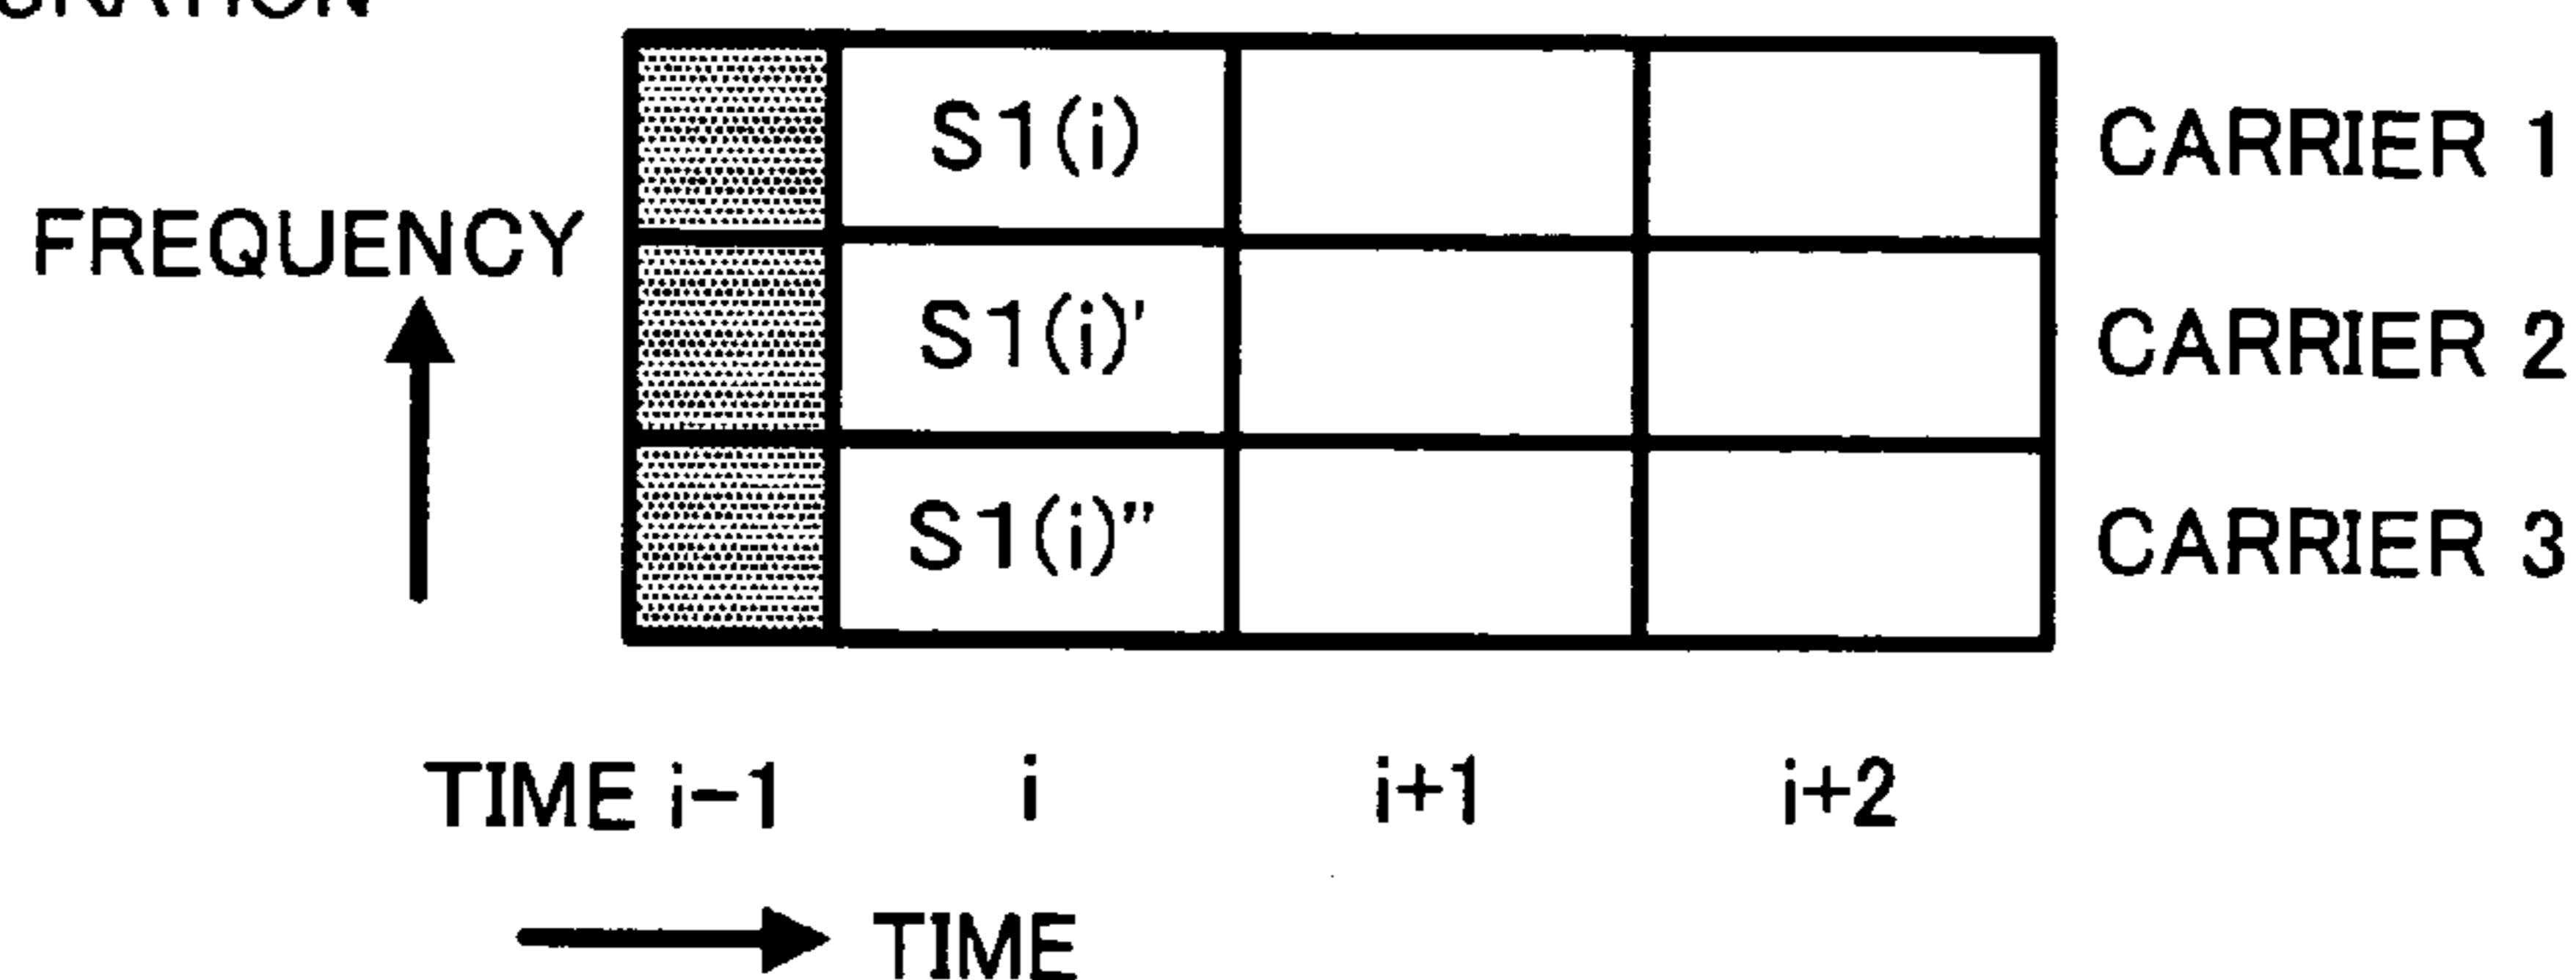 S1(i) CARRIER 1
FREQUENCY
S1(i)' CARRIER 2
S1(i)" CARRIER 3
TIME i-1 i i+1 i+2
TIME